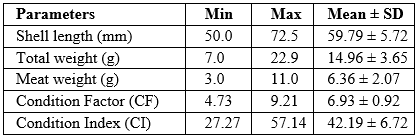 Parameters Min Max Mean ± SD
Shell length (mm) 50.0 72.5 59.79 ± 5.72
Total weight (g) 7.0 22.9 14.96 ± 3.65
Meat weight (g) 3.0 11.0 6.36 ± 2.07
Condition Factor (CF) 4.73 9.21 6.93 ± 0.92
Condition Index (CI) 27.27 57.14 42.19 ± 6.72